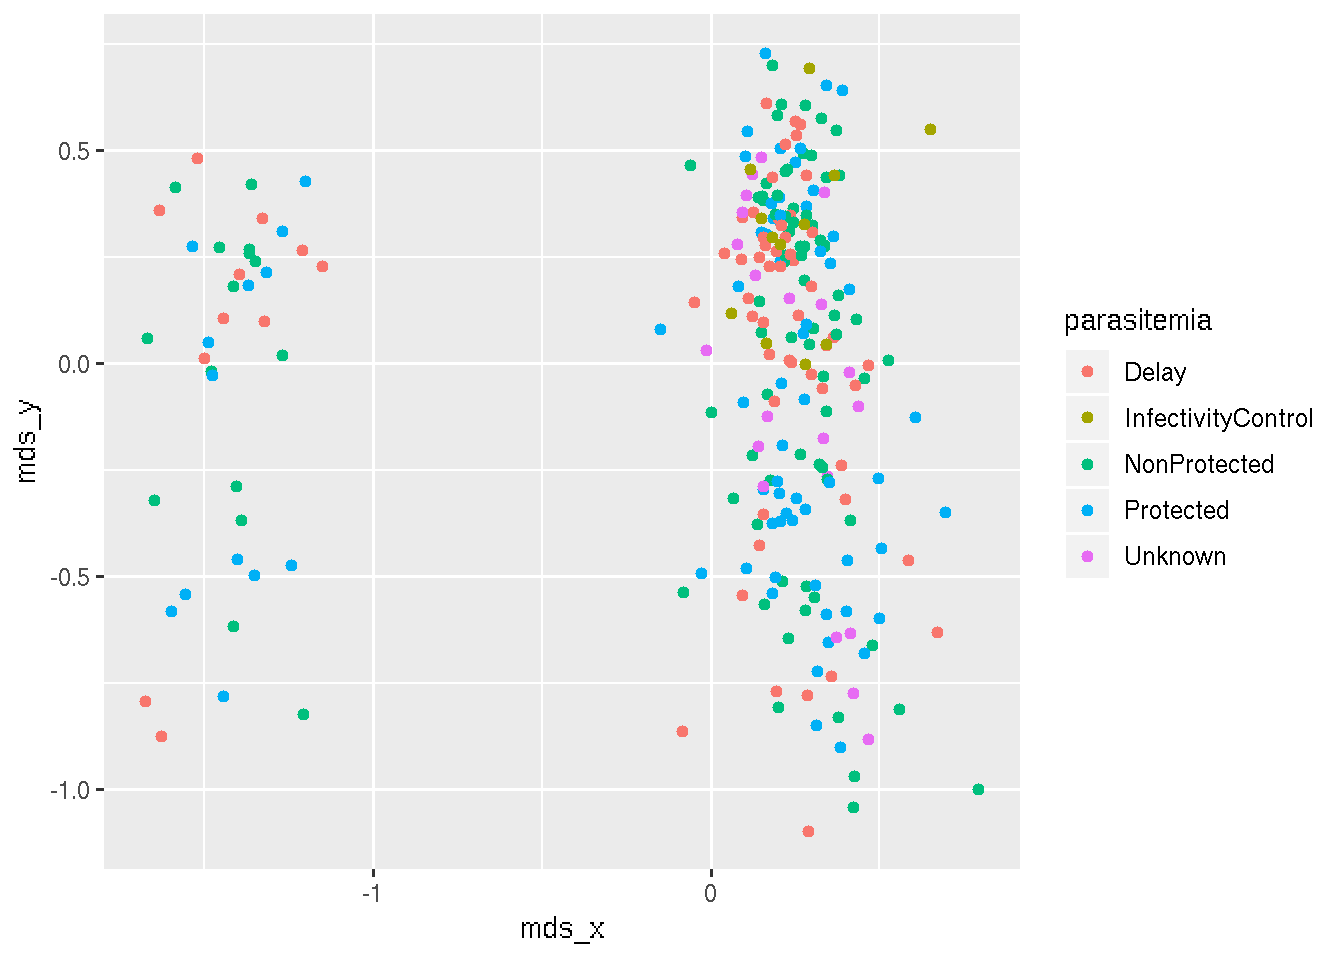 0.5
0.0
-0.5
-1.0
mds_y
-1
0
mds_x
parasitemia
Delay
InfectivityControl
NonProtected
Protected
Unknown